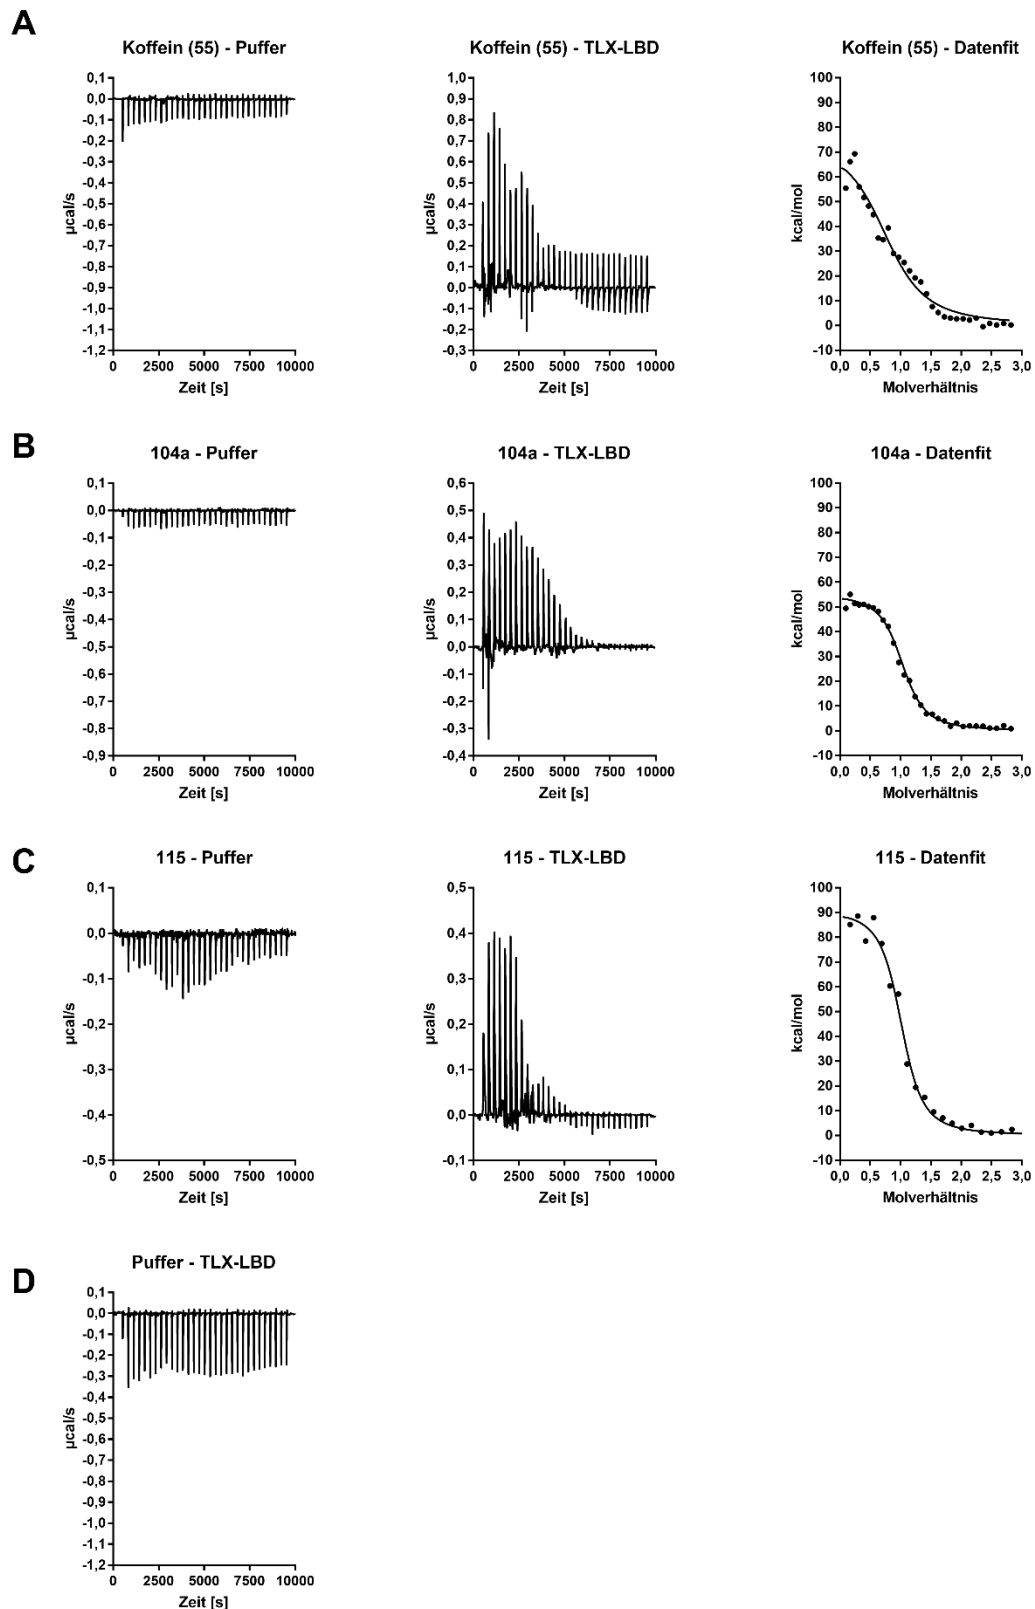 A
Koffein (55) - Puffer
0,1
0,0
-0,1
-0,2
-0,3
-0,4
-0,5
-0,6
-0,7
-0,8
-0,9
-1,0
-1,1
-1,2
µcal/s
0 2500 5000 7500 10000
Zeit [s]
Koffein (55) - TLX-LBD
1,0
0,9
0,8
0,7
0,6
0,5
0,4
0,3
0,2
0,1
0,0
-0,1
-0,2
-0,3
µcal/s
0 2500 5000 7500 10000
Zeit [s]
Koffein (55) - Datenfit
100
90
80
70
60
50
40
30
20
10
0
-10
kcal/mol
0,0 0,5 1,0 1,5 2,0 2,5 3,0
Molverhältnis
B
104a - Puffer
0,1
0,0
-0,1
-0,2
-0,3
-0,4
-0,5
-0,6
-0,7
-0,8
-0,9
µcal/s
0 2500 5000 7500 10000
Zeit [s]
104a - TLX-LBD
0,6
0,5
0,4
0,3
0,2
0,1
0,0
-0,1
-0,2
-0,3
-0,4
µcal/s
0 2500 5000 7500 10000
Zeit [s]
104a - Datenfit
100
90
80
70
60
50
40
30
20
10
0
-10
kcal/mol
0,0 0,5 1,0 1,5 2,0 2,5 3,0
Molverhältnis
C
115 - Puffer
0,1
0,0
-0,1
-0,2
-0,3
-0,4
-0,5
µcal/s
0 2500 5000 7500 10000
Zeit [s]
115 - TLX-LBD
0,5
0,4
0,3
0,2
0,1
0,0
-0,1
µcal/s
0 2500 5000 7500 10000
Zeit [s]
115 - Datenfit
100
90
80
70
60
50
40
30
20
10
0
-10
kcal/mol
0,0 0,5 1,0 1,5 2,0 2,5 3,0
Molverhältnis
D
Puffer - TLX-LBD
0,1
0,0
-0,1
-0,2
-0,3
-0,4
-0,5
-0,6
-0,7
-0,8
-0,9
-1,0
-1,1
-1,2
µcal/s
0 2500 5000 7500 10000
Zeit [s]